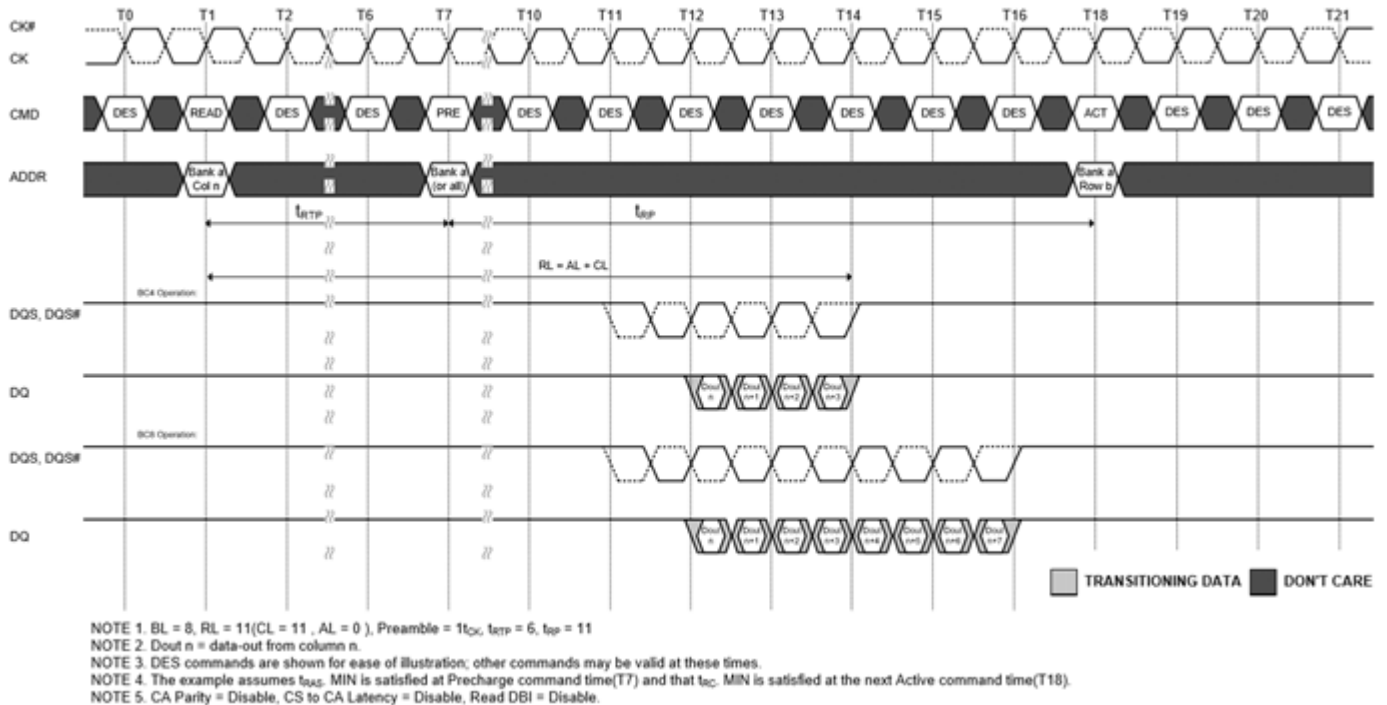 T0 T1 T2 T6 T7 T10 T11 T12 T13 T14 T15 T16 T18 T19 T20 T21
CK#
CK
CMD DES READ DES DES PRE DES DES DES DES DES DES DES ACT DES DES DES
ADDR
Bank a Bank a Bank a
Col n (or all) Row b
tRTP tRP
RL = AL + CL
BC4 Operation:
DQS, DQS#
DQ
Dout Dout Dout Dout
n n+1 n+2 n+3
BC8 Operation:
DQS, DQS#
DQ
Dout Dout Dout Dout Dout Dout Dout Dout
n n+1 n+2 n+3 n+4 n+5 n+6 n+7
TRANSITIONING DATA DON'T CARE
NOTE 1. BL = 8, RL = 11(CL = 11 , AL = 0 ), Preamble = 1tCK, tRTP = 6, tRP = 11
NOTE 2. Dout n = data-out from column n.
NOTE 3. DES commands are shown for ease of illustration; other commands may be valid at these times.
NOTE 4. The example assumes tRAS. MIN is satisfied at Precharge command time(T7) and that tRC. MIN is satisfied at the next Active command time(T18).
NOTE 5. CA Parity = Disable, CS to CA Latency = Disable, Read DBI = Disable.